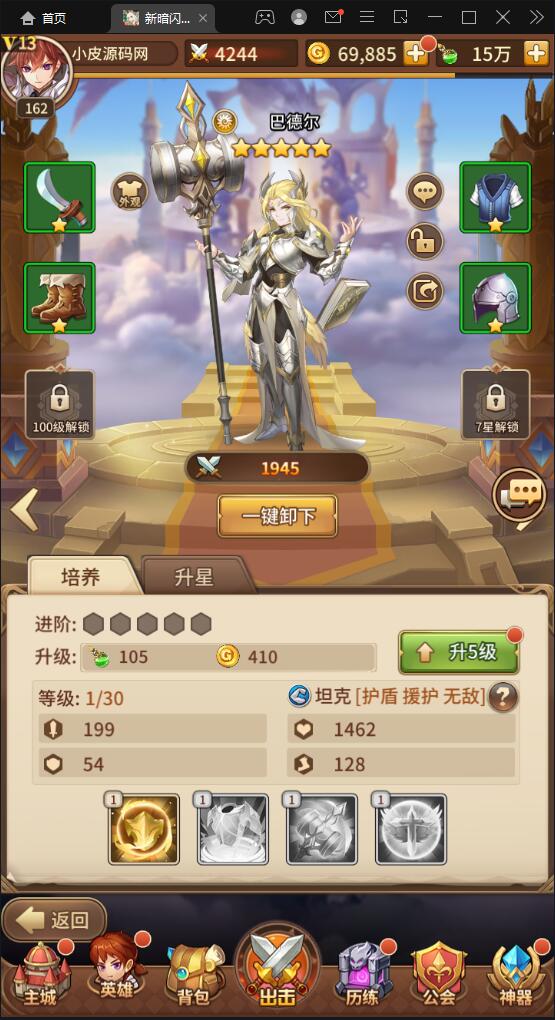 首页
新暗闪...
V13
小皮源码网
4244
69,885
15万
162
巴德尔
外观
100级解锁
7星解锁
1945
一键卸下
培养
升星
进阶:
升级:
105
410
升5级
等级: 1/30
坦克 [护盾 援护 无敌]
?
199
1462
54
128
1
1
1
1
返回
主城
英雄
背包
出击
历练
公会
神器